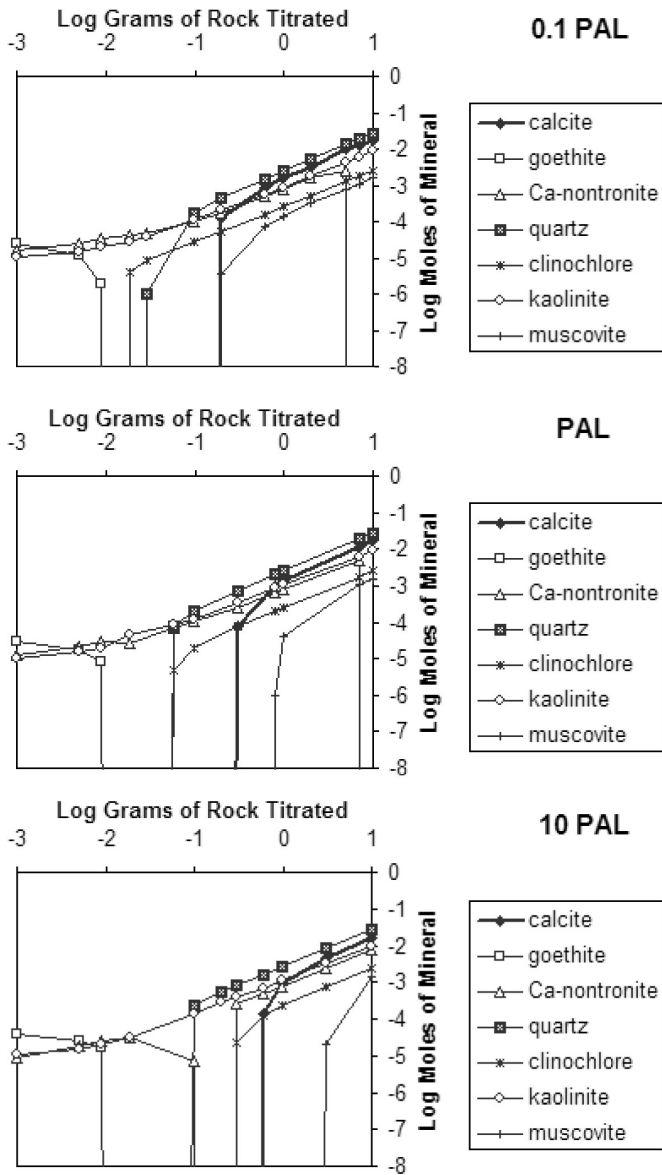 Log Grams of Rock Titrated
0.1 PAL
-3 -2 -1 0 1
0
-1
-2
-3
-4
-5
-6
-7
-8
Log Moles of Mineral
calcite
goethite
Ca-nontronite
quartz
clinochlore
kaolinite
muscovite
Log Grams of Rock Titrated
PAL
-3 -2 -1 0 1
0
-1
-2
-3
-4
-5
-6
-7
-8
Log Moles of Mineral
calcite
goethite
Ca-nontronite
quartz
clinochlore
kaolinite
muscovite
Log Grams of Rock Titrated
10 PAL
-3 -2 -1 0 1
0
-1
-2
-3
-4
-5
-6
-7
-8
Log Moles of Mineral
calcite
goethite
Ca-nontronite
quartz
clinochlore
kaolinite
muscovite